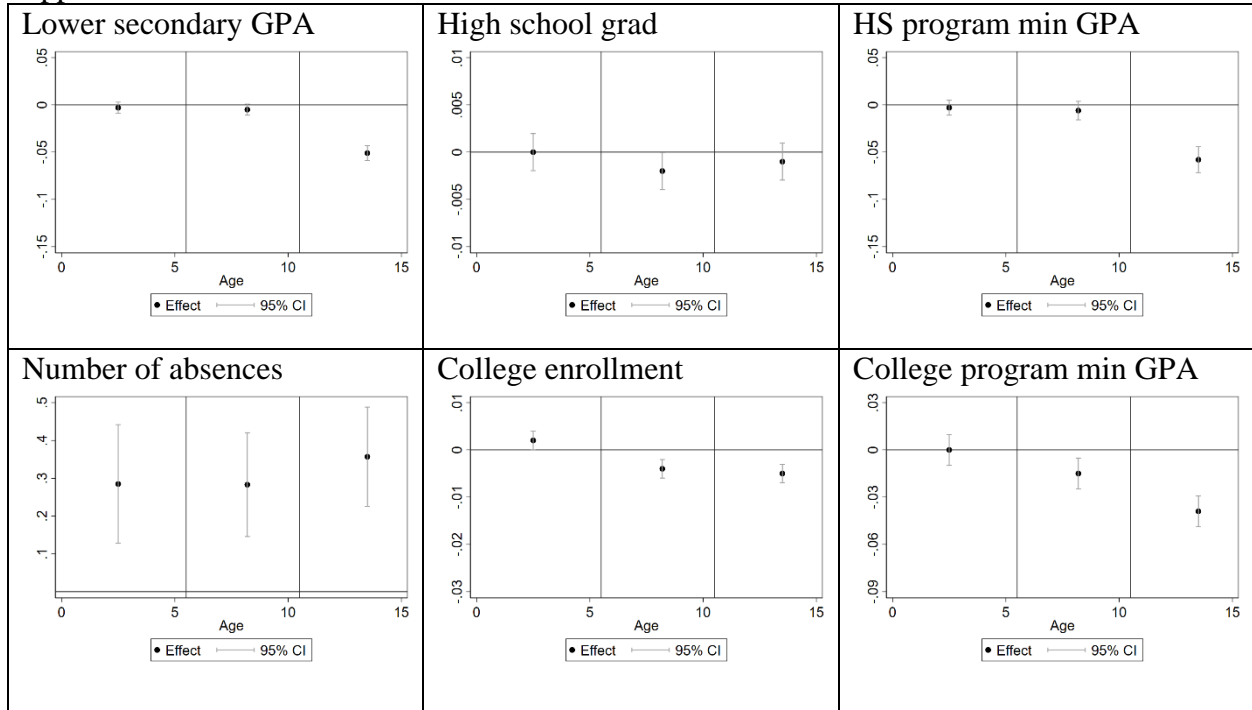 Lower secondary GPA
.05
0
-.05
-.1
-.15
0 5 10 15
Age
Effect 95% CI
High school grad
.01
.005
0
-.005
-.01
0 5 10 15
Age
Effect 95% CI
HS program min GPA
.05
0
-.05
-.1
-.15
0 5 10 15
Age
Effect 95% CI
Number of absences
.5
.4
.3
.2
.1
0 5 10 15
Age
Effect 95% CI
College enrollment
.01
0
-.01
-.02
-.03
0 5 10 15
Age
Effect 95% CI
College program min GPA
.03
0
-.03
-.06
-.09
0 5 10 15
Age
Effect 95% CI